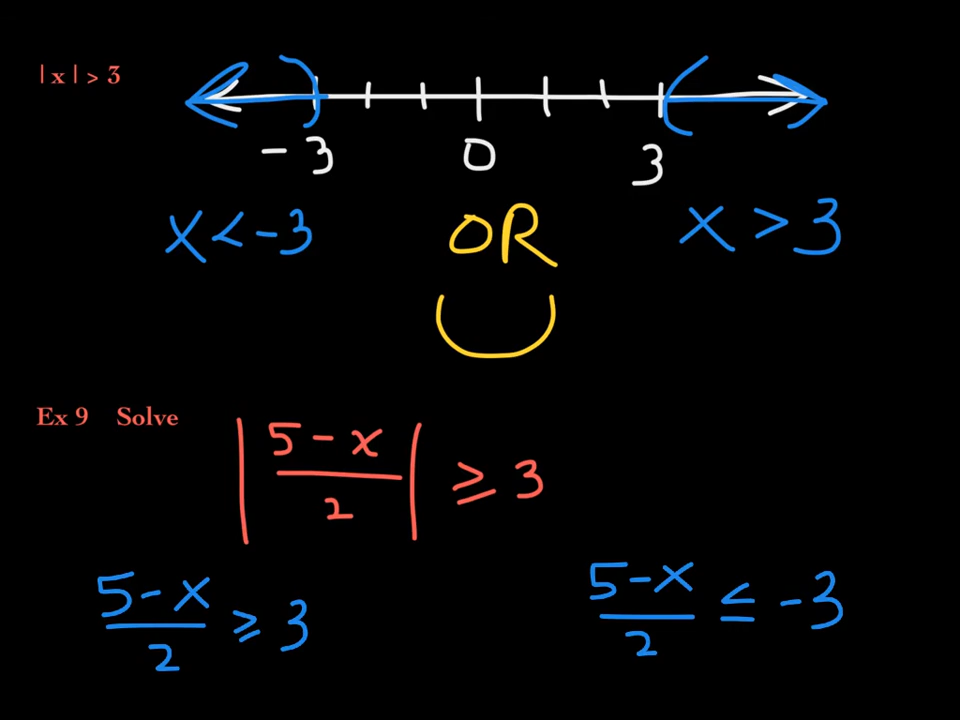 | x | > 3
-3 0 3
x < -3 OR x > 3
Ex 9 Solve
|(5 - x)/2| ≥ 3
(5 - x)/2 ≥ 3 (5 - x)/2 ≤ -3